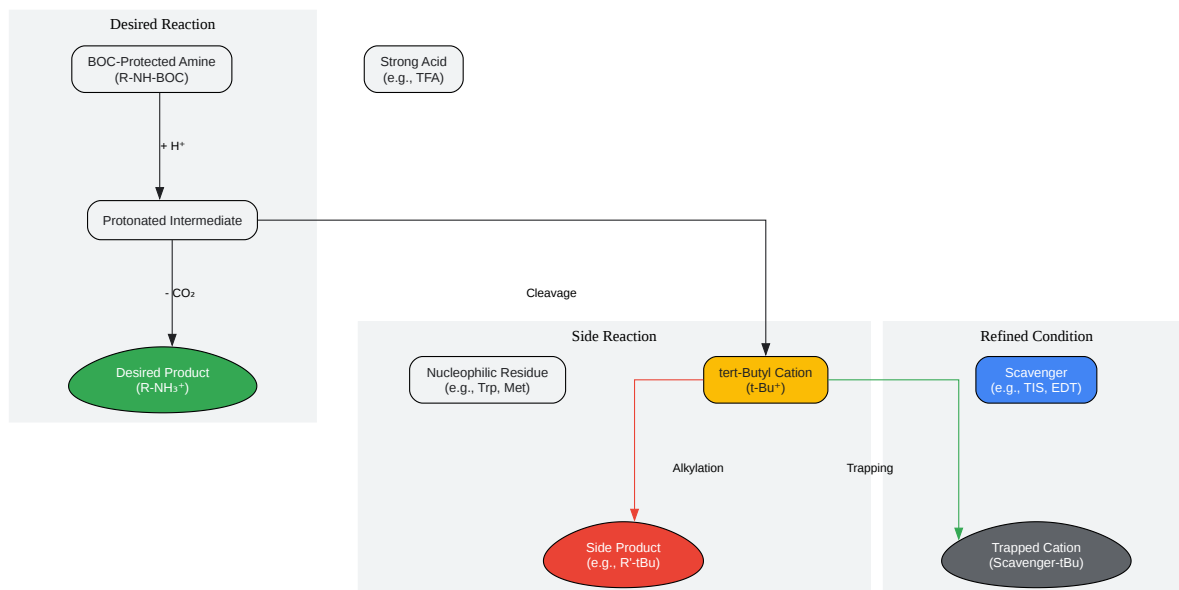 Desired Reaction
BOC-Protected Amine
(R-NH-BOC)
Strong Acid
(e.g., TFA)
+ H⁺
Protonated Intermediate
- CO₂
Cleavage
Desired Product
(R-NH₃⁺)
Side Reaction
Nucleophilic Residue
(e.g., Trp, Met)
tert-Butyl Cation
(t-Bu⁺)
Alkylation
Side Product
(e.g., R'-tBu)
Refined Condition
Scavenger
(e.g., TIS, EDT)
Trapping
Trapped Cation
(Scavenger-tBu)